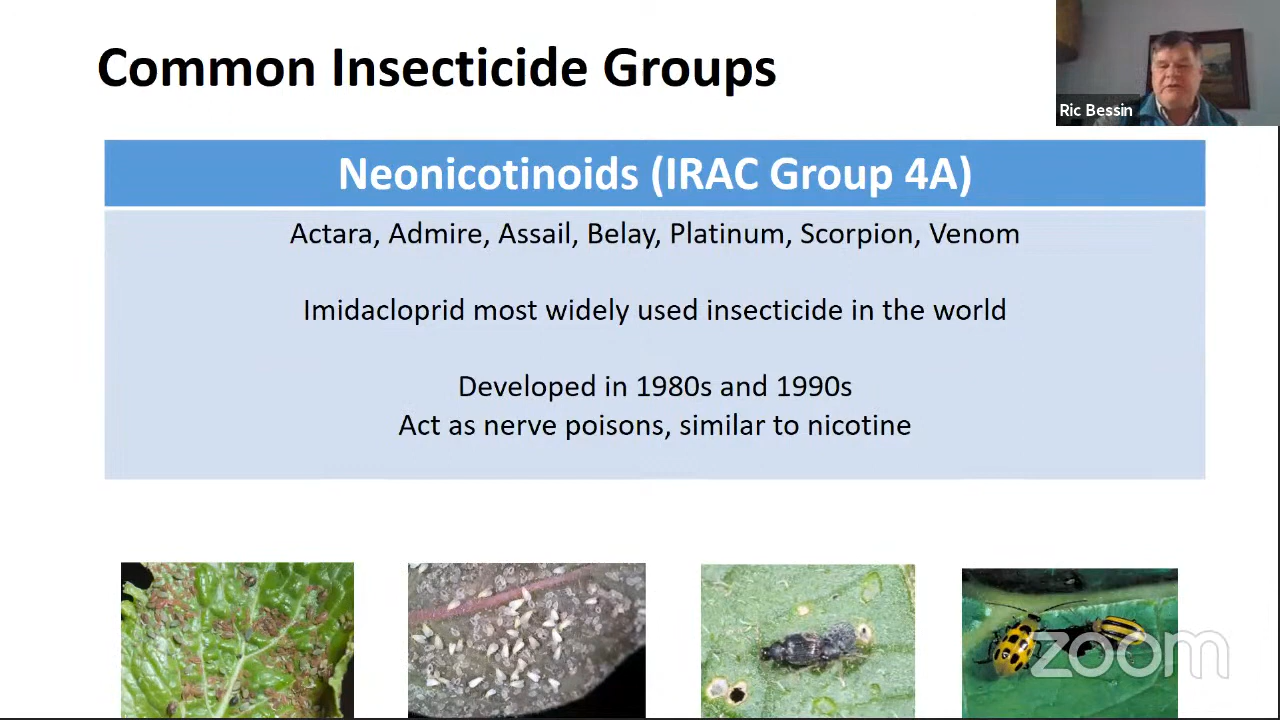 Common Insecticide Groups
Ric Bessin
Neonicotinoids (IRAC Group 4A)
Actara, Admire, Assail, Belay, Platinum, Scorpion, Venom
Imidacloprid most widely used insecticide in the world
Developed in 1980s and 1990s
Act as nerve poisons, similar to nicotine
zoom